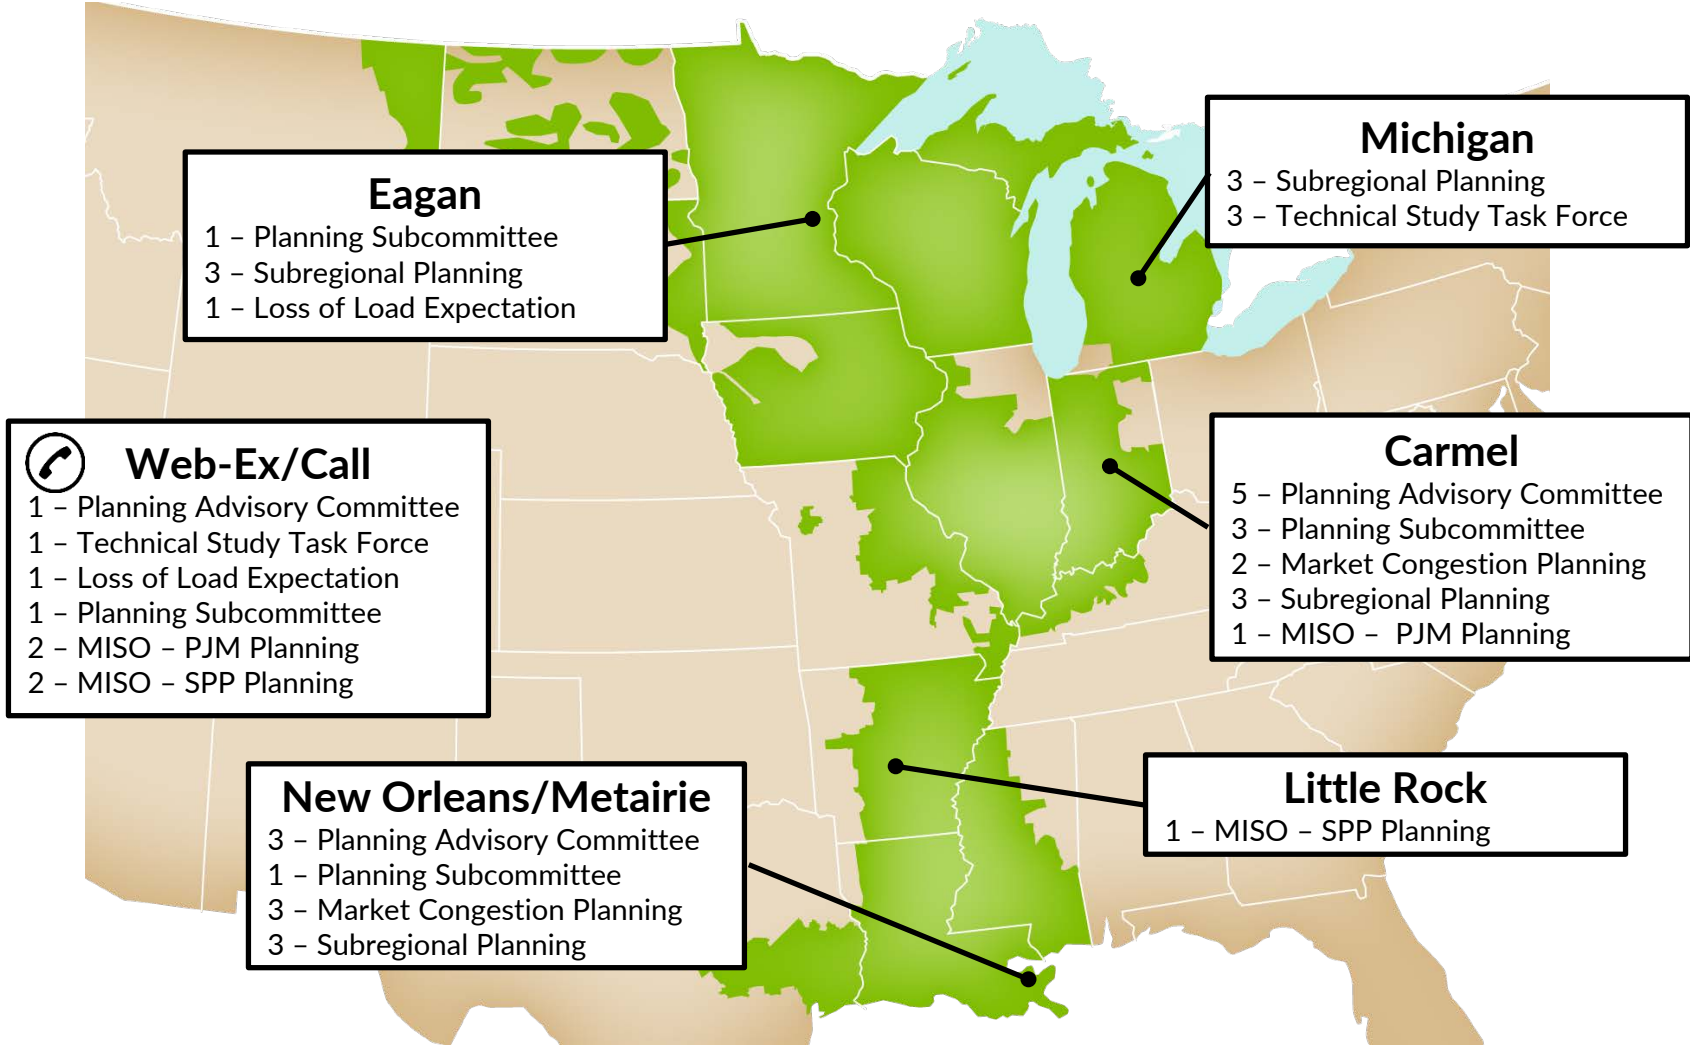 Michigan
3 – Subregional Planning
3 – Technical Study Task Force
Eagan
1 – Planning Subcommittee
3 – Subregional Planning
1 – Loss of Load Expectation
Web-Ex/Call
1 – Planning Advisory Committee
1 – Technical Study Task Force
1 – Loss of Load Expectation
1 – Planning Subcommittee
2 – MISO – PJM Planning
2 – MISO – SPP Planning
Carmel
5 – Planning Advisory Committee
3 – Planning Subcommittee
2 – Market Congestion Planning
3 – Subregional Planning
1 – MISO – PJM Planning
New Orleans/Metairie
3 – Planning Advisory Committee
1 – Planning Subcommittee
3 – Market Congestion Planning
3 – Subregional Planning
Little Rock
1 – MISO – SPP Planning